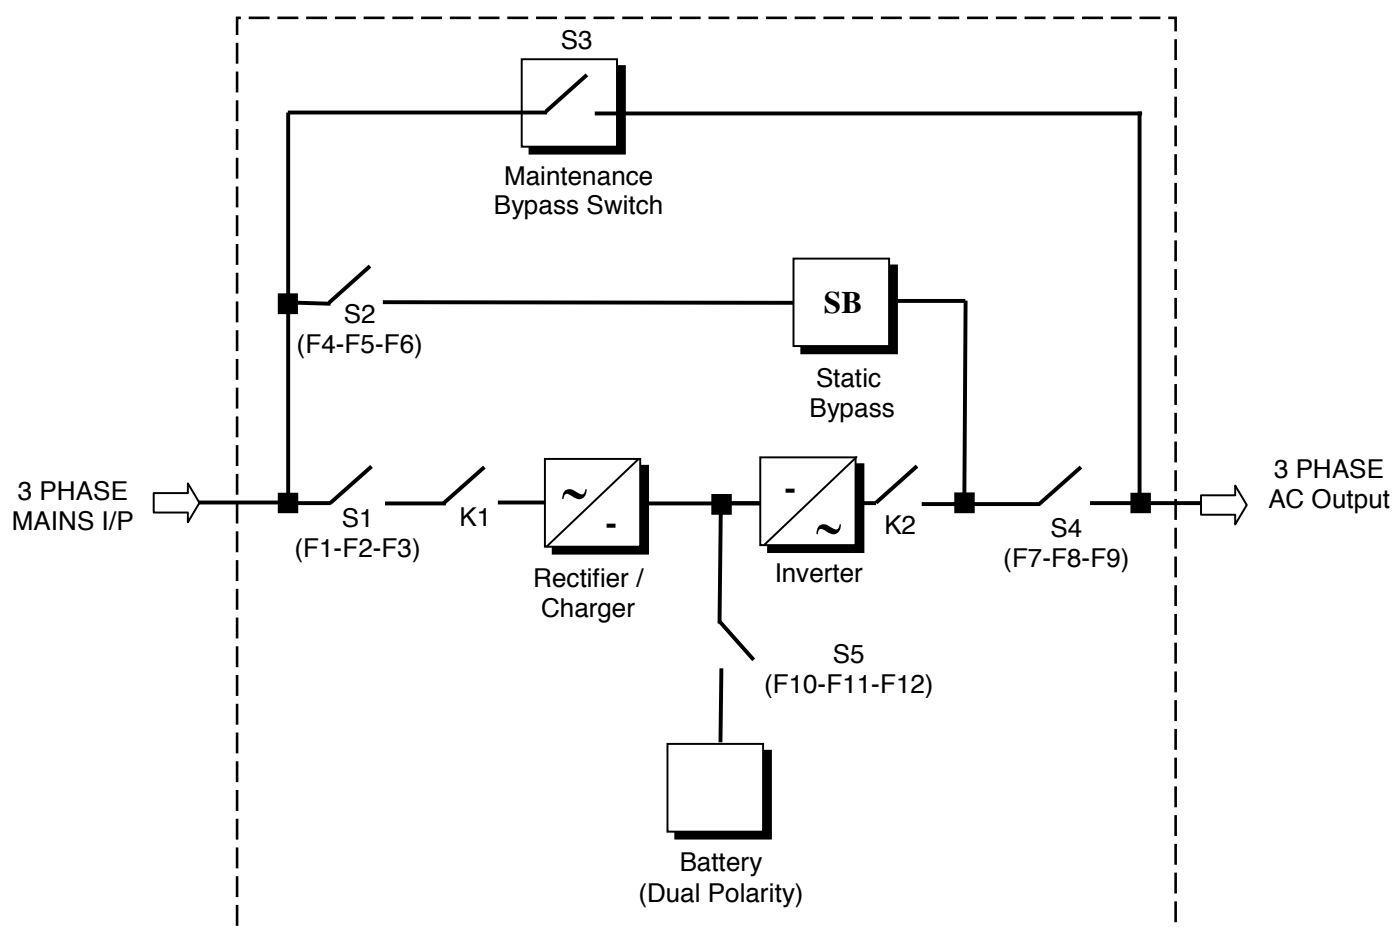 S3
Maintenance
Bypass Switch
S2
(F4-F5-F6)
SB
Static
Bypass
3 PHASE
MAINS I/P
S1
(F1-F2-F3)
K1
~
-
Rectifier /
Charger
-
~
Inverter
K2
S4
(F7-F8-F9)
3 PHASE
AC Output
S5
(F10-F11-F12)
Battery
(Dual Polarity)